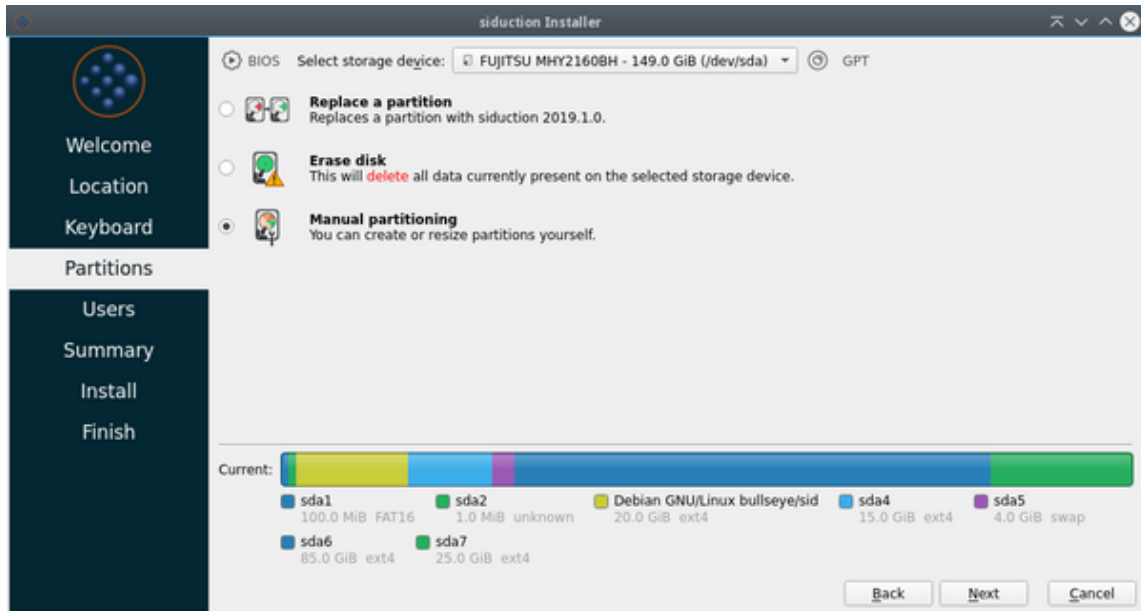 siduction Installer
BIOS Select storage device: FUJITSU MHY2160BH - 149.0 GiB (/dev/sda) GPT
Replace a partition
Replaces a partition with siduction 2019.1.0.
Erase disk
This will delete all data currently present on the selected storage device.
Manual partitioning
You can create or resize partitions yourself.
Welcome
Location
Keyboard
Partitions
Users
Summary
Install
Finish
Current:
sda1 sda2 Debian GNU/Linux bullseye/sid sda4 sda5
100.0 MiB FAT16 1.0 MiB unknown 20.0 GiB ext4 15.0 GiB ext4 4.0 GiB swap
sda6 sda7
85.0 GiB ext4 25.0 GiB ext4
Back Next Cancel